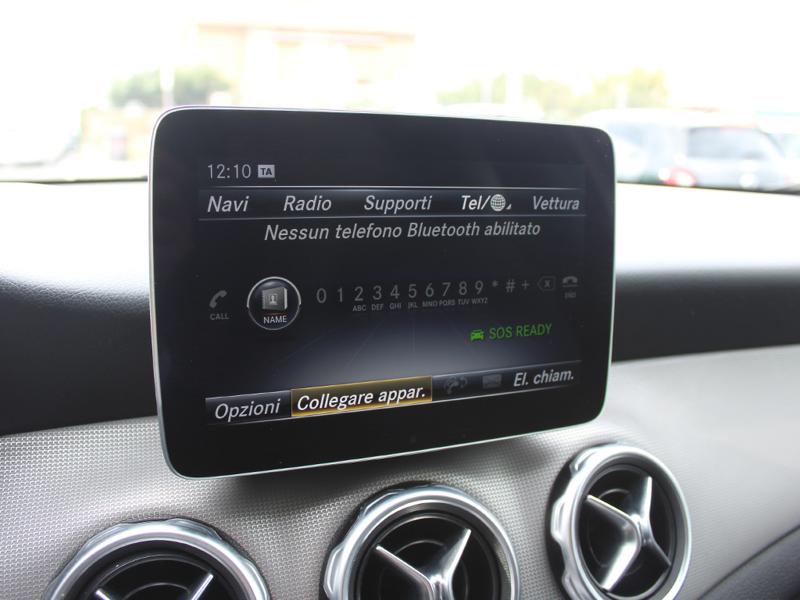 12:10 TA
Navi Radio Supporti Tel/ Vettura
Nessun telefono Bluetooth abilitato
CALL NAME 0 1 2 3 4 5 6 7 8 9 * # + X END
ABC DEF GHI JKL MNO PQRS TUV WXYZ
SOS READY
Opzioni Collegare appar. El. chiam.